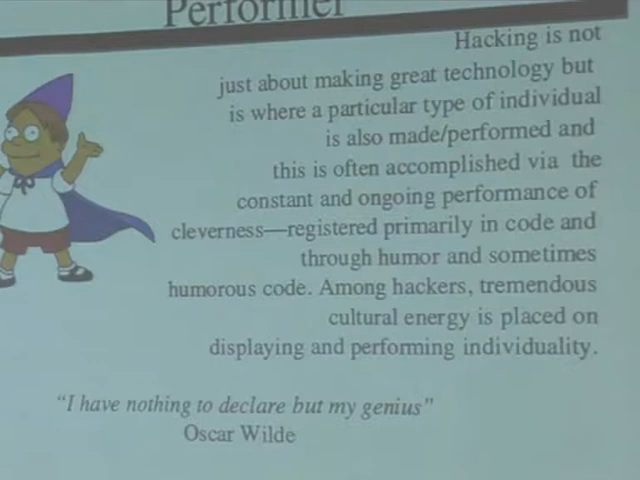 Performer
Hacking is not
just about making great technology but
is where a particular type of individual
is also made/performed and
this is often accomplished via the
constant and ongoing performance of
cleverness—registered primarily in code and
through humor and sometimes
humorous code. Among hackers, tremendous
cultural energy is placed on
displaying and performing individuality.
“I have nothing to declare but my genius”
Oscar Wilde